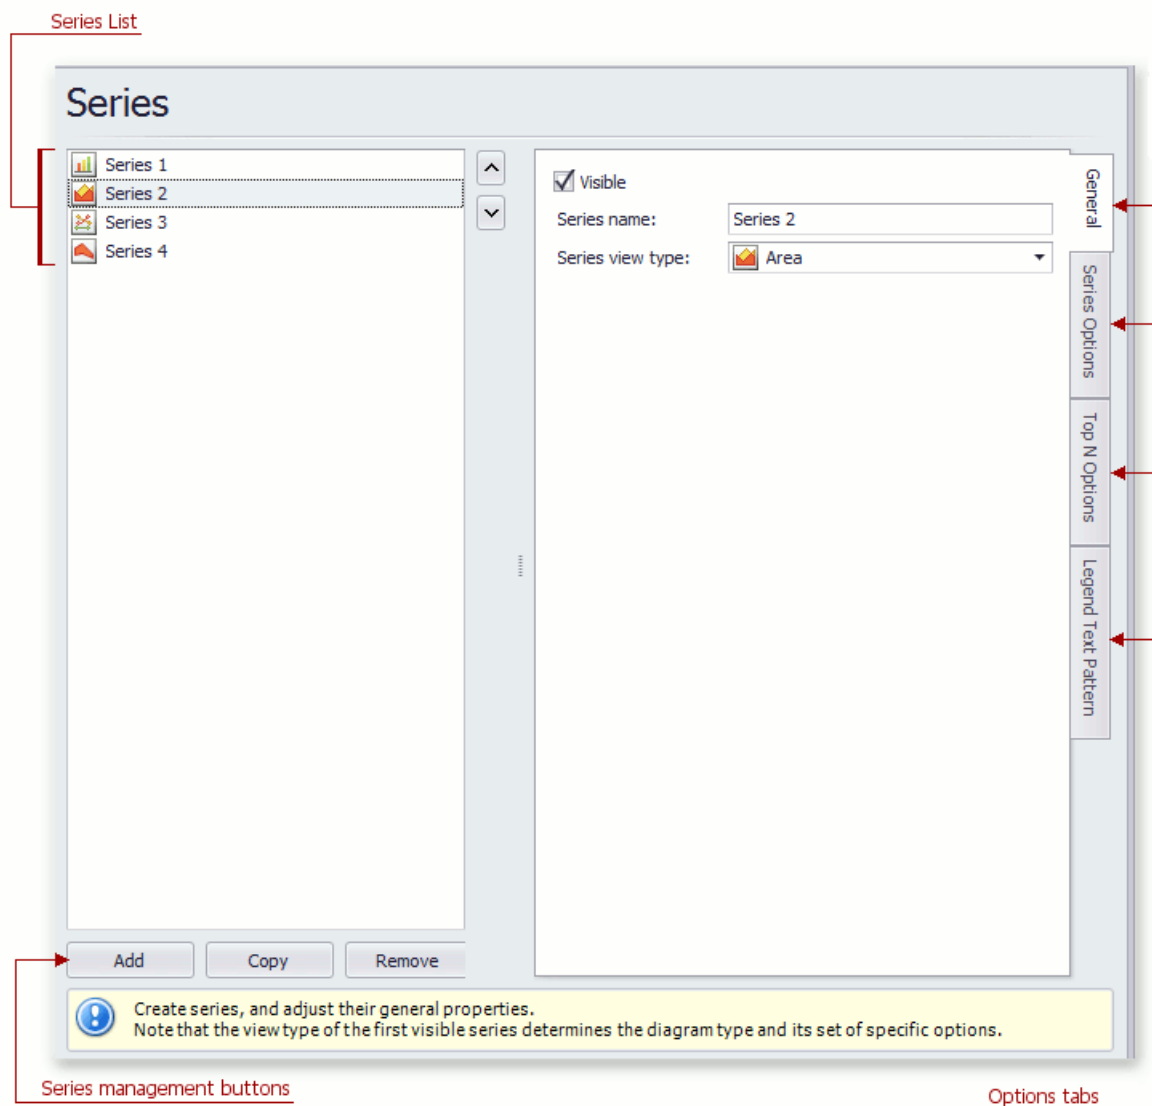 Series List
Series
Series 1
Series 2
Series 3
Series 4
Visible
Series name:
Series 2
Series view type:
Area
General
Series Options
Top N Options
Legend Text Pattern
Add
Copy
Remove
Create series, and adjust their general properties.
Note that the view type of the first visible series determines the diagram type and its set of specific options.
Series management buttons
Options tabs